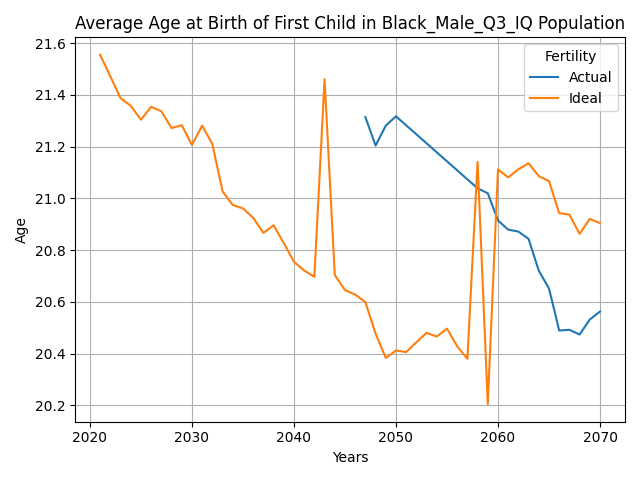 Average Age at Birth of First Child in Black_Male_Q3_IQ Population
21.6
21.4
21.2
21.0
20.8
20.6
20.4
20.2
Age
Fertility
Actual
Ideal
2020
2030
2040
2050
2060
2070
Years